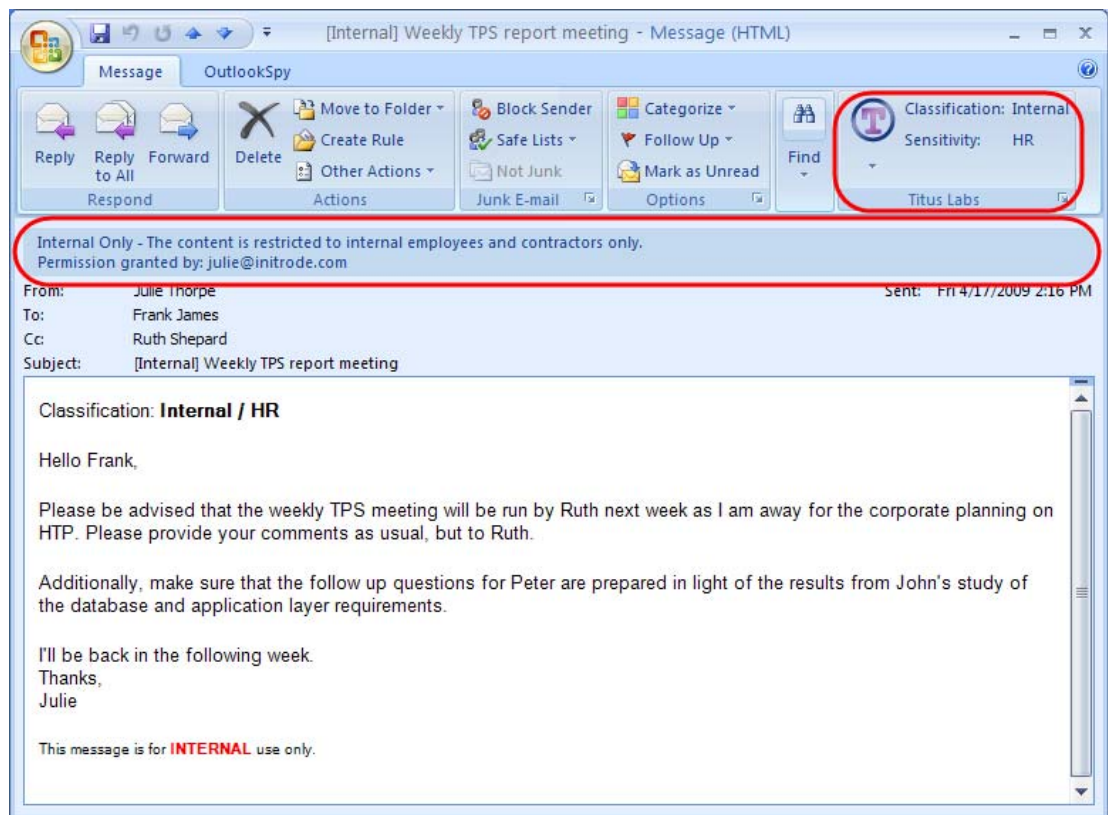 [Internal] Weekly TPS report meeting - Message (HTML)
Message OutlookSpy
Reply
Reply to All
Forward
Respond
Delete
Move to Folder
Create Rule
Other Actions
Actions
Block Sender
Safe Lists
Not Junk
Junk E-mail
Categorize
Follow Up
Mark as Unread
Options
Find
T
Classification: Internal
Sensitivity: HR
Titus Labs
Internal Only - The content is restricted to internal employees and contractors only.
Permission granted by: julie@initrode.com
From: Julie Thorpe
Sent: Fri 4/17/2009 2:16 PM
To: Frank James
Cc: Ruth Shepard
Subject: [Internal] Weekly TPS report meeting
Classification: Internal / HR
Hello Frank,
Please be advised that the weekly TPS meeting will be run by Ruth next week as I am away for the corporate planning on
HTP. Please provide your comments as usual, but to Ruth.
Additionally, make sure that the follow up questions for Peter are prepared in light of the results from John's study of
the database and application layer requirements.
I'll be back in the following week.
Thanks,
Julie
This message is for INTERNAL use only.